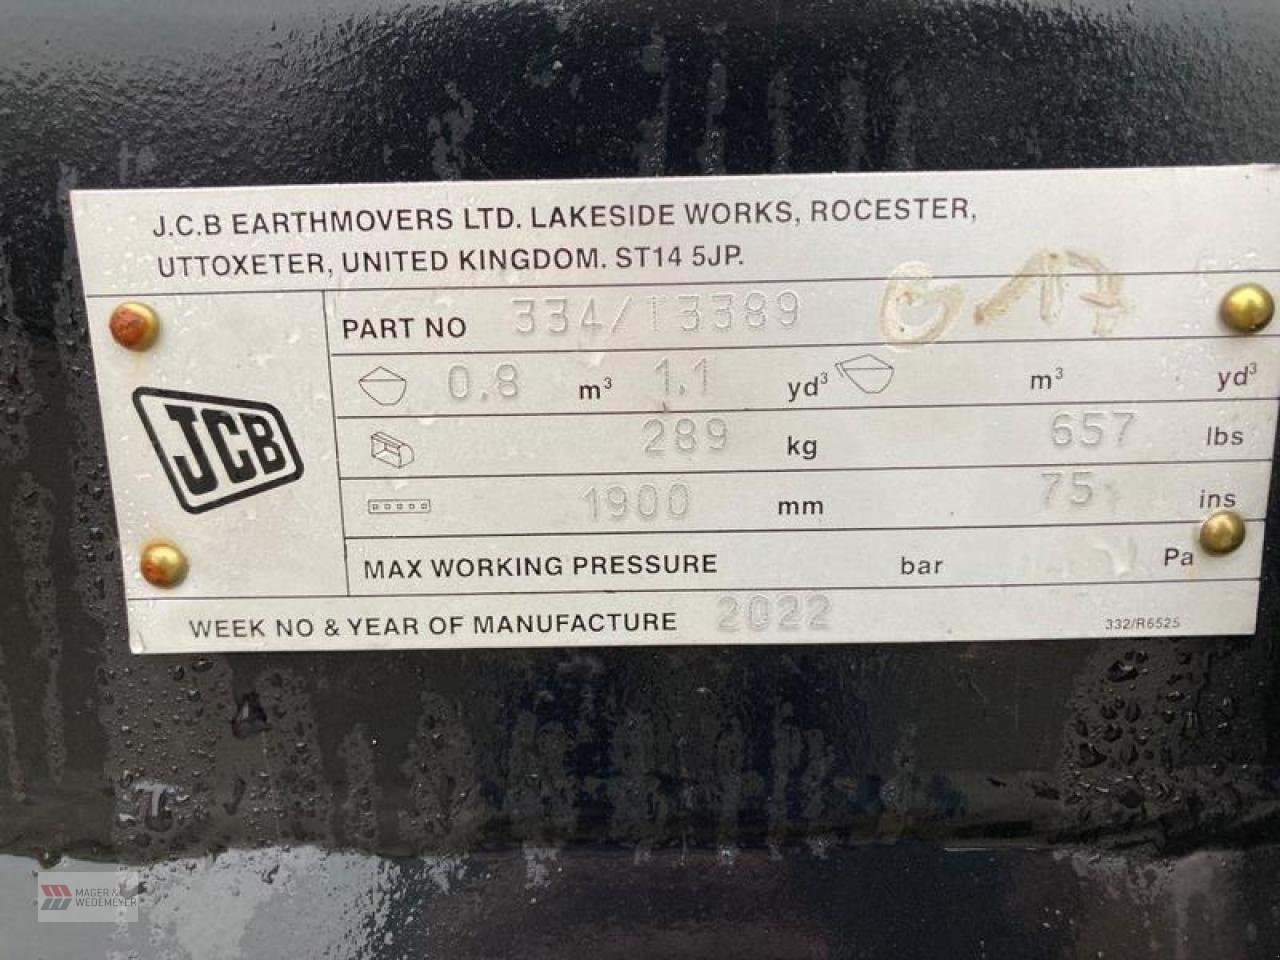 J.C.B EARTHMOVERS LTD. LAKESIDE WORKS, ROCESTER,
UTTOXETER, UNITED KINGDOM. ST14 5JP.
PART NO 334/T3389
0.8 m³ 1.1 yd³ m³ yd³
JCB
289 kg 657 lbs
1900 mm 75 ins
MAX WORKING PRESSURE bar Pa
WEEK NO & YEAR OF MANUFACTURE 2022
332/R6525
MAGER &
WEDEMEYER